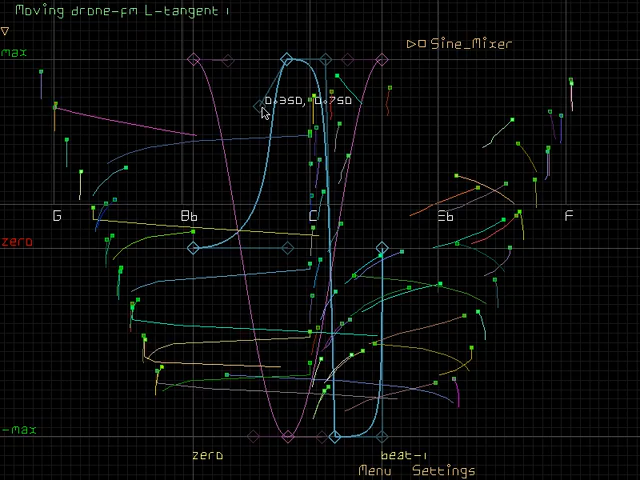 Moving drone-fm L-tangent 1
max
Sine_Mixer
0.350, 0.750
G Bb C Eb F
zero
-max
zero beat-1
Menu Settings